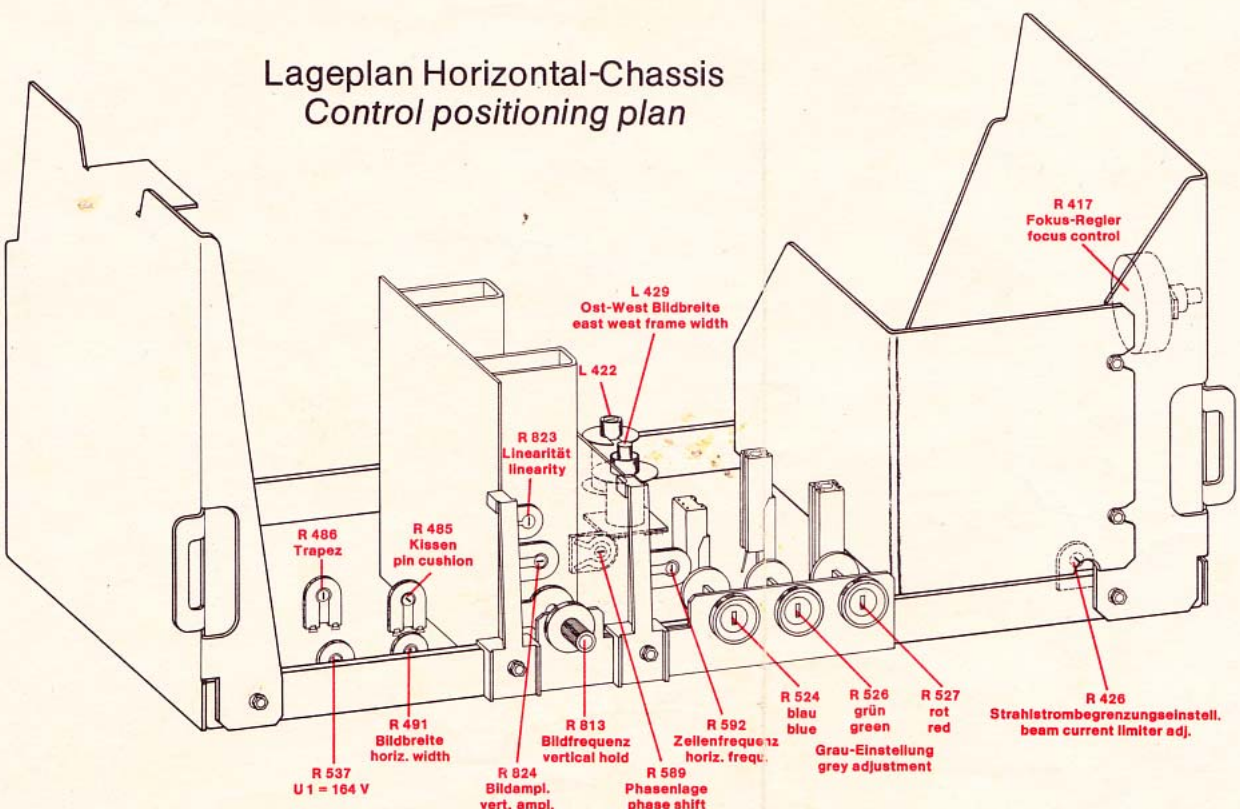 Lageplan Horizontal-Chassis
Control positioning plan
R 417
Fokus-Regler
focus control
L 429
Ost-West Bildbreite
east west frame width
L 422
R 823
Linearität
linearity
R 486
Trapez
R 485
Kissen
pin cushion
R 537
U 1 = 164 V
R 491
Bildbreite
horiz. width
R 824
Bildampl.
vert. ampl.
R 813
Bildfrequenz
vertical hold
R 589
Phasenlage
phase shift
R 592
Zeilenfrequenz
horiz. frequ.
R 524
blau
blue
R 526
grün
green
R 527
rot
red
Grau-Einstellung
grey adjustment
R 426
Strahlstrombegrenzungseinstell.
beam current limiter adj.